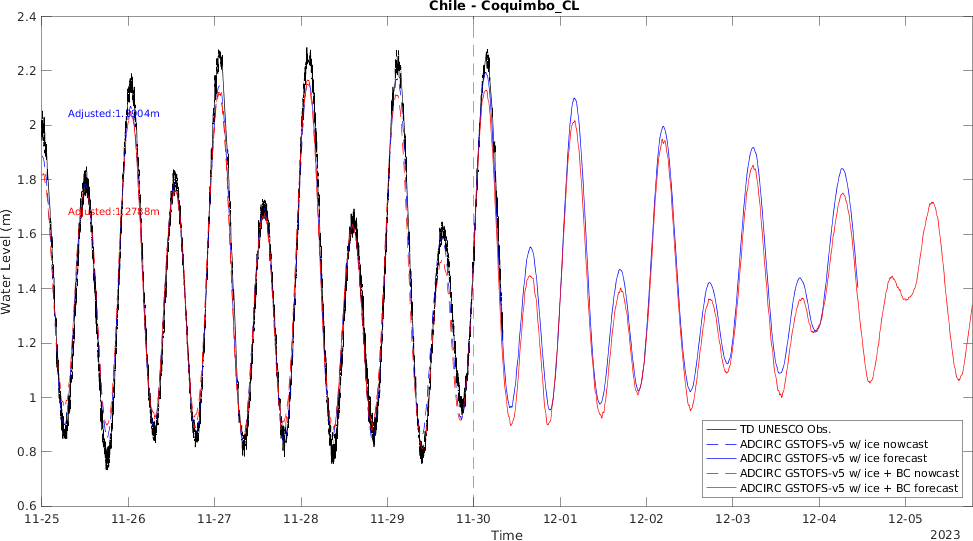 Chile - Coquimbo_CL
Water Level (m)
2.4
2.2
2
1.8
1.6
1.4
1.2
1
0.8
0.6
Adjusted:1.2788m
TD UNESCO Obs.
ADCIRC GSTOFS-v5 w/ ice nowcast
ADCIRC GSTOFS-v5 w/ ice forecast
ADCIRC GSTOFS-v5 w/ ice + BC nowcast
ADCIRC GSTOFS-v5 w/ ice + BC forecast
11-25 11-26 11-27 11-28 11-29 11-30 12-01 12-02 12-03 12-04 12-05
Time
2023